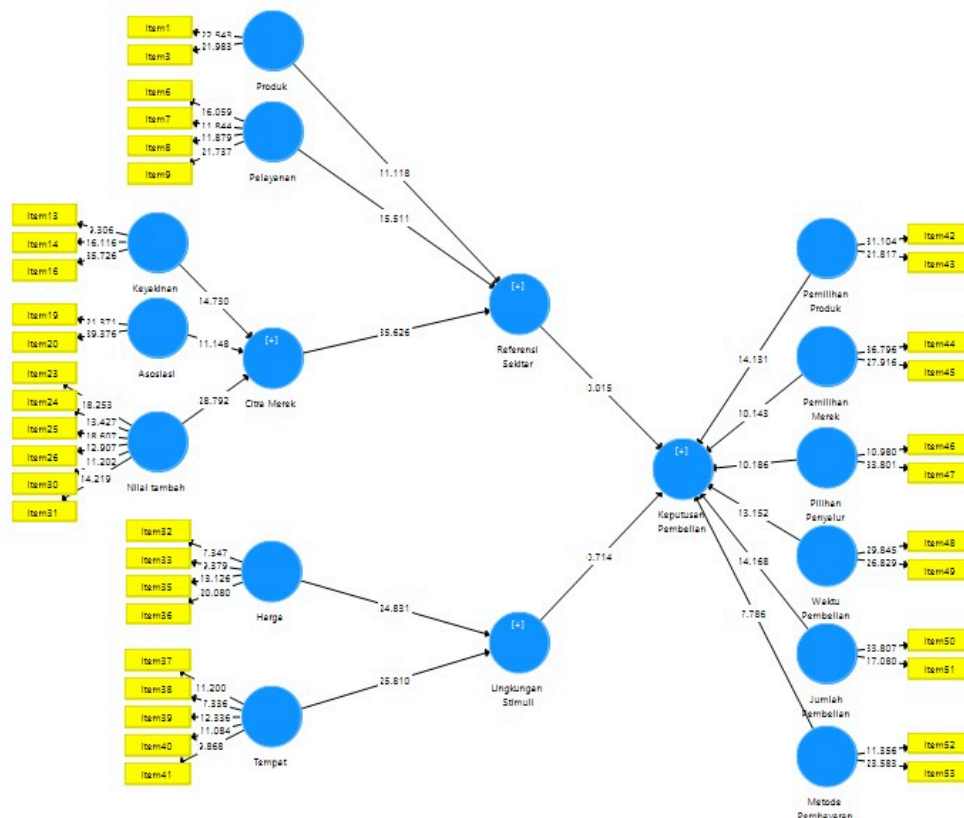 Item1
22.543
Item3
21.983
Produk
Item6
16.059
Item7
11.844
Item8
11.879
Item9
21.737
Pelayanan
11.118
15.511
Item13
9.306
Item14
16.116
Item16
35.726
Keyakinan
14.730
Item19
21.371
Item20
39.376
Asosiasi
11.148
[+]
Citra Merek
35.626
Item23
18.253
Item24
13.427
Item25
18.607
Item26
12.907
Item30
11.202
Item31
14.219
Nilai tambah
28.792
[+]
Referensi
Sekitar
0.015
Item32
7.347
Item33
9.379
Item35
13.126
Item36
20.080
Harga
24.831
Item37
11.200
Item38
7.336
Item39
12.336
Item40
11.084
Item41
9.868
Tempat
25.810
[+]
Lingkungan
Stimuli
0.714
[+]
Keputusan
Pembelian
Item42
31.104
Item43
21.817
Pemilihan
Produk
14.131
Item44
36.796
Item45
27.916
Pemilihan
Merek
10.143
Item46
10.980
Item47
33.801
Pilihan
Penyalur
10.186
Item48
29.845
Item49
26.829
Waktu
Pembelian
13.152
Item50
33.807
Item51
17.080
Jumlah
Pembelian
14.168
Item52
11.356
Item53
23.583
Metode
Pembayaran
7.786